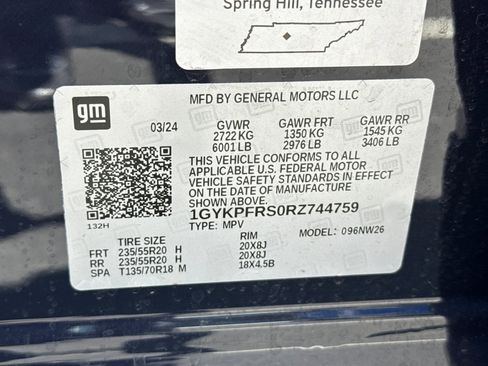 Spring Hill, Tennessee
gm
MFD BY GENERAL MOTORS LLC
03/24 GVWR GAWR FRT GAWR RR
2722 KG 1350 KG 1545 KG
6001 LB 2976 LB 3406 LB
THIS VEHICLE CONFORMS TO ALL
APPLICABLE U.S. FEDERAL MOTOR
VEHICLE SAFETY STANDARDS IN EFFECT
ON THE DATE OF MANUFACTURE
SHOWN ABOVE.
1GYKPFRS0RZ744759
132H TYPE: MPV
TIRE SIZE RIM MODEL: 096NW26
FRT 235/55R20 H 20X8J
RR 235/55R20 H 20X8J
SPA T135/70R18 M 18X4.5B